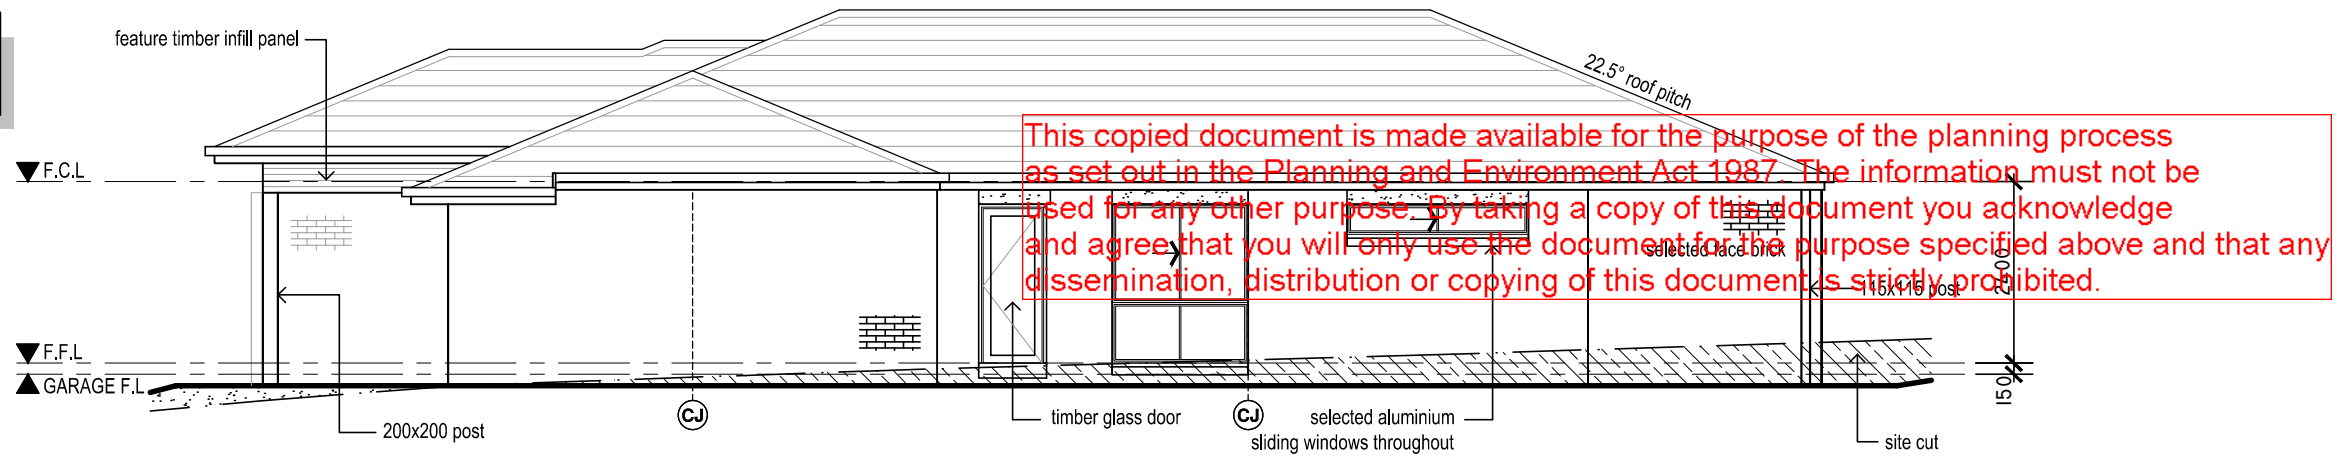 feature timber infill panel
22.5° roof pitch
This copied document is made available for the purpose of the planning process
as set out in the Planning and Environment Act 1987. The information must not be
used for any other purpose. By taking a copy of this document you acknowledge
and agree that you will only use the document for the purpose specified above and that any
dissemination, distribution or copying of this document is strictly prohibited.
F.C.L
selected face brick
2400
115x115 post
F.F.L
GARAGE F.L
150
200x200 post
CJ
timber glass door
CJ
selected aluminium
sliding windows throughout
site cut